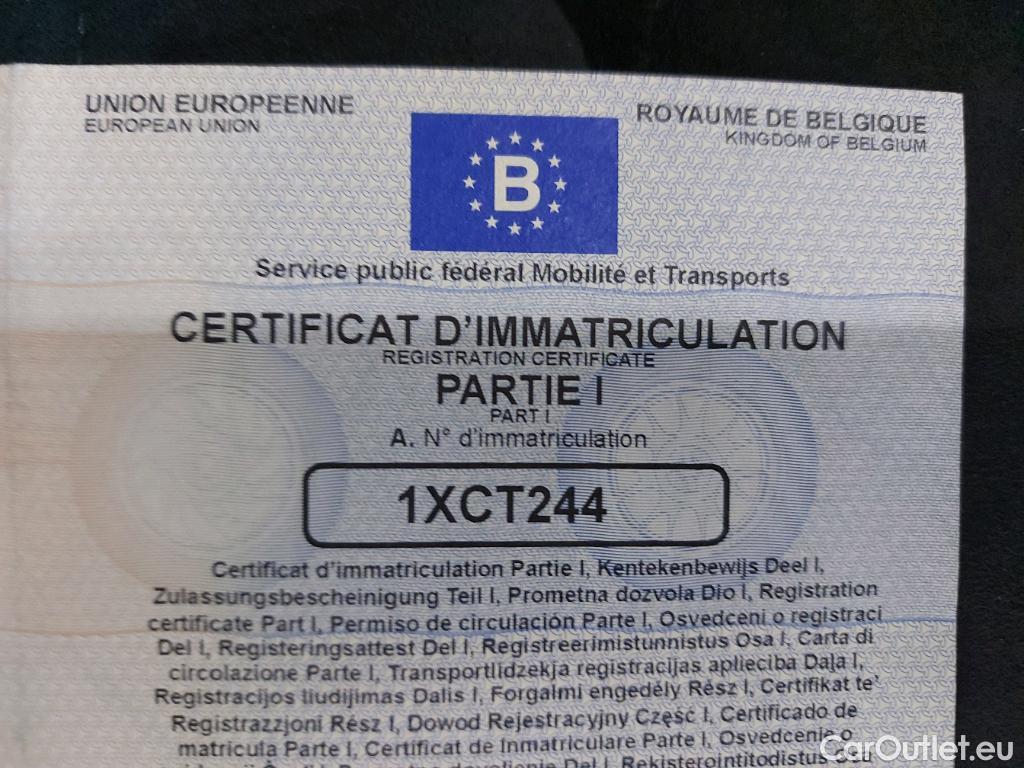 UNION EUROPEENNE
EUROPEAN UNION
ROYAUME DE BELGIQUE
KINGDOM OF BELGIUM
B
Service public fédéral Mobilité et Transports
CERTIFICAT D'IMMATRICULATION
REGISTRATION CERTIFICATE
PARTIE I
PART I
A. N° d'immatriculation
1XCT244
Certificat d'immatriculation Partie I, Kentekenbewijs Deel I,
Zulassungsbescheinigung Teil I, Prometna dozvola Dio I, Registration
certificate Part I, Permiso de circulación Parte I, Osvedceni o registraci
Del I, Registeringsattest Del I, Registreerimistunnistus Osa I, Carta di
circolazione Parte I, Transportlidzekja registracijas aplieciba Daļa I,
Registracijos liudijimas Dalis I, Forgalmi engedély Rész I, Certifikat te'
Registrazzjoni Rész I, Dowod Rejestracyjny Część I, Certificado de
matricula Parte I, Certificat de Inmatriculare Parte I, Osvedcenie o
I, Rekisterointitodistus Osa
CarOutlet.eu